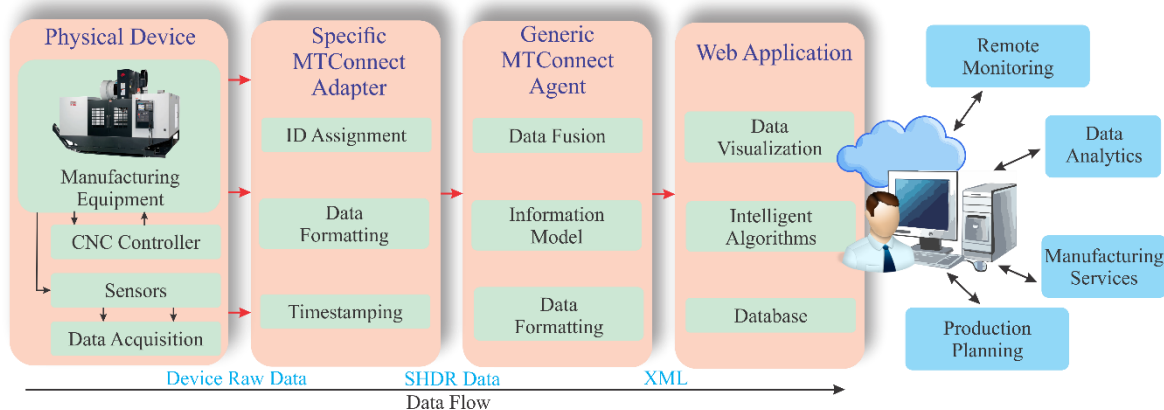 Physical Device
Manufacturing
Equipment
CNC Controller
Sensors
Data Acquisition
Specific
MTConnect
Adapter
ID Assignment
Data
Formatting
Timestamping
Generic
MTConnect
Agent
Data Fusion
Information
Model
Data
Formatting
Web Application
Data
Visualization
Intelligent
Algorithms
Database
Remote
Monitoring
Data
Analytics
Manufacturing
Services
Production
Planning
Device Raw Data
SHDR Data
XML
Data Flow